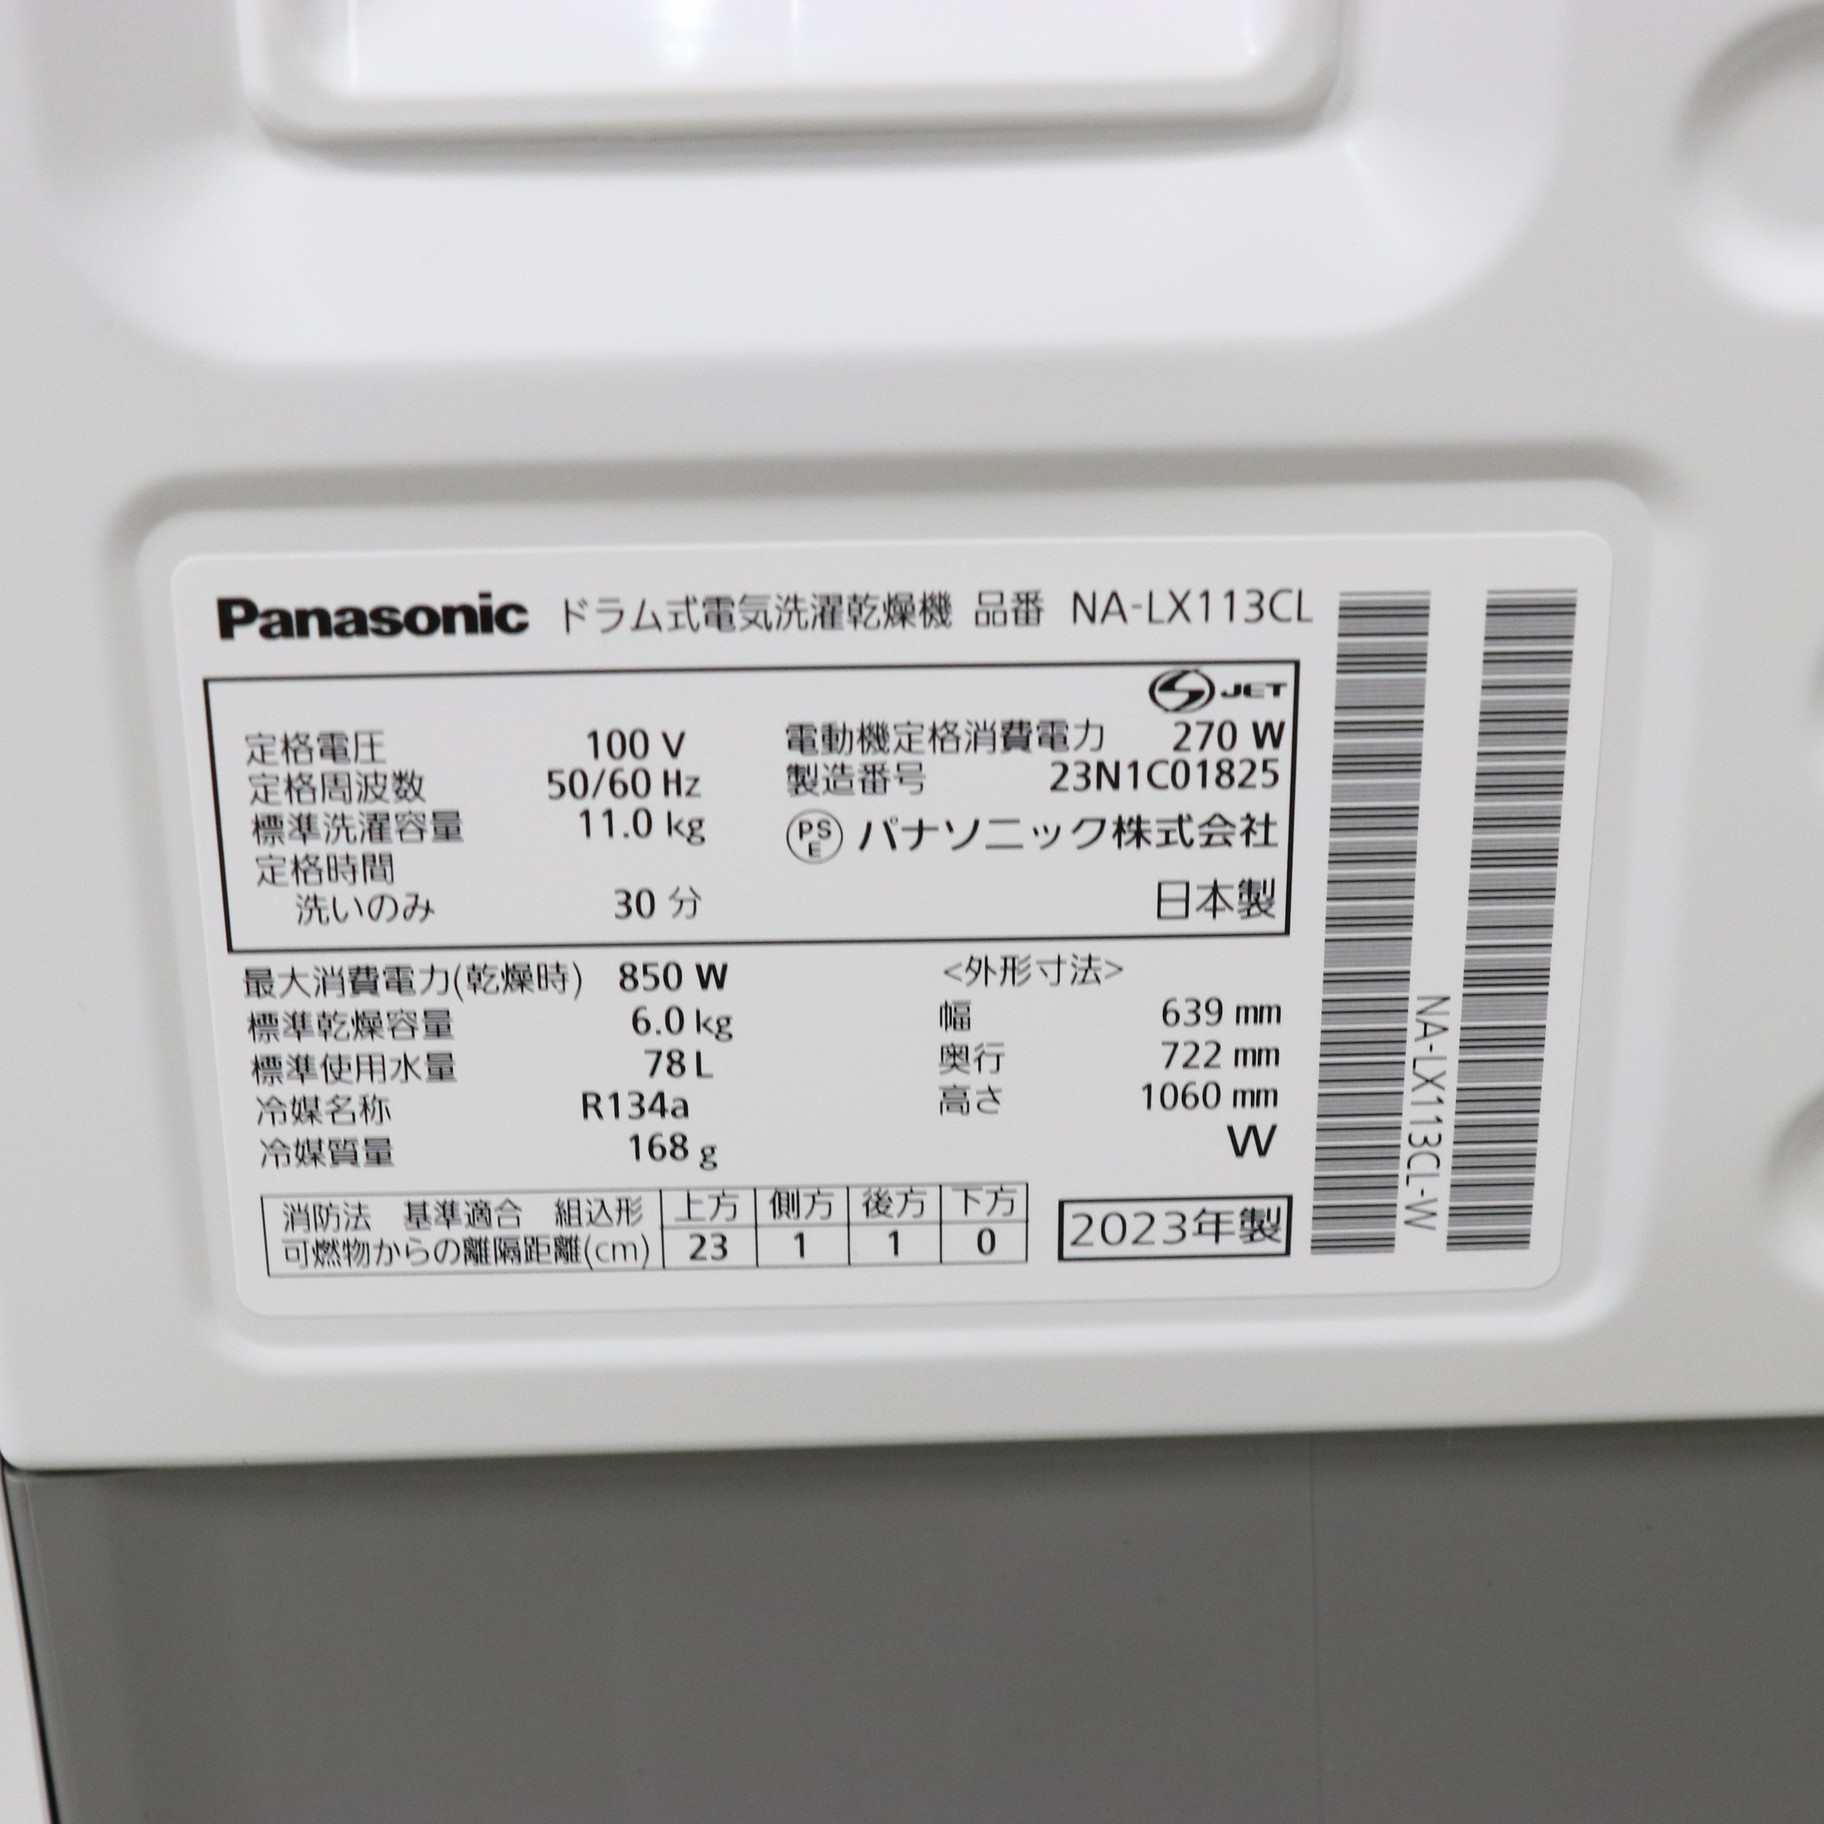 Panasonic ドラム式電気洗濯乾燥機 品番 NA-LX113CL
JET
定格電圧 100 V
定格周波数 50/60 Hz
標準洗濯容量 11.0 kg
定格時間
洗いのみ 30 分
電動機定格消費電力 270 W
製造番号 23N1C01825
PSE パナソニック株式会社
日本製
最大消費電力(乾燥時) 850 W
標準乾燥容量 6.0 kg
標準使用水量 78 L
冷媒名称 R134a
冷媒質量 168 g
<外形寸法>
幅 639 mm
奥行 722 mm
高さ 1060 mm
W
消防法 基準適合 組込形 上方 側方 後方 下方
可燃物からの離隔距離(cm) 23 1 1 0
2023年製
NA-LX113CL-W